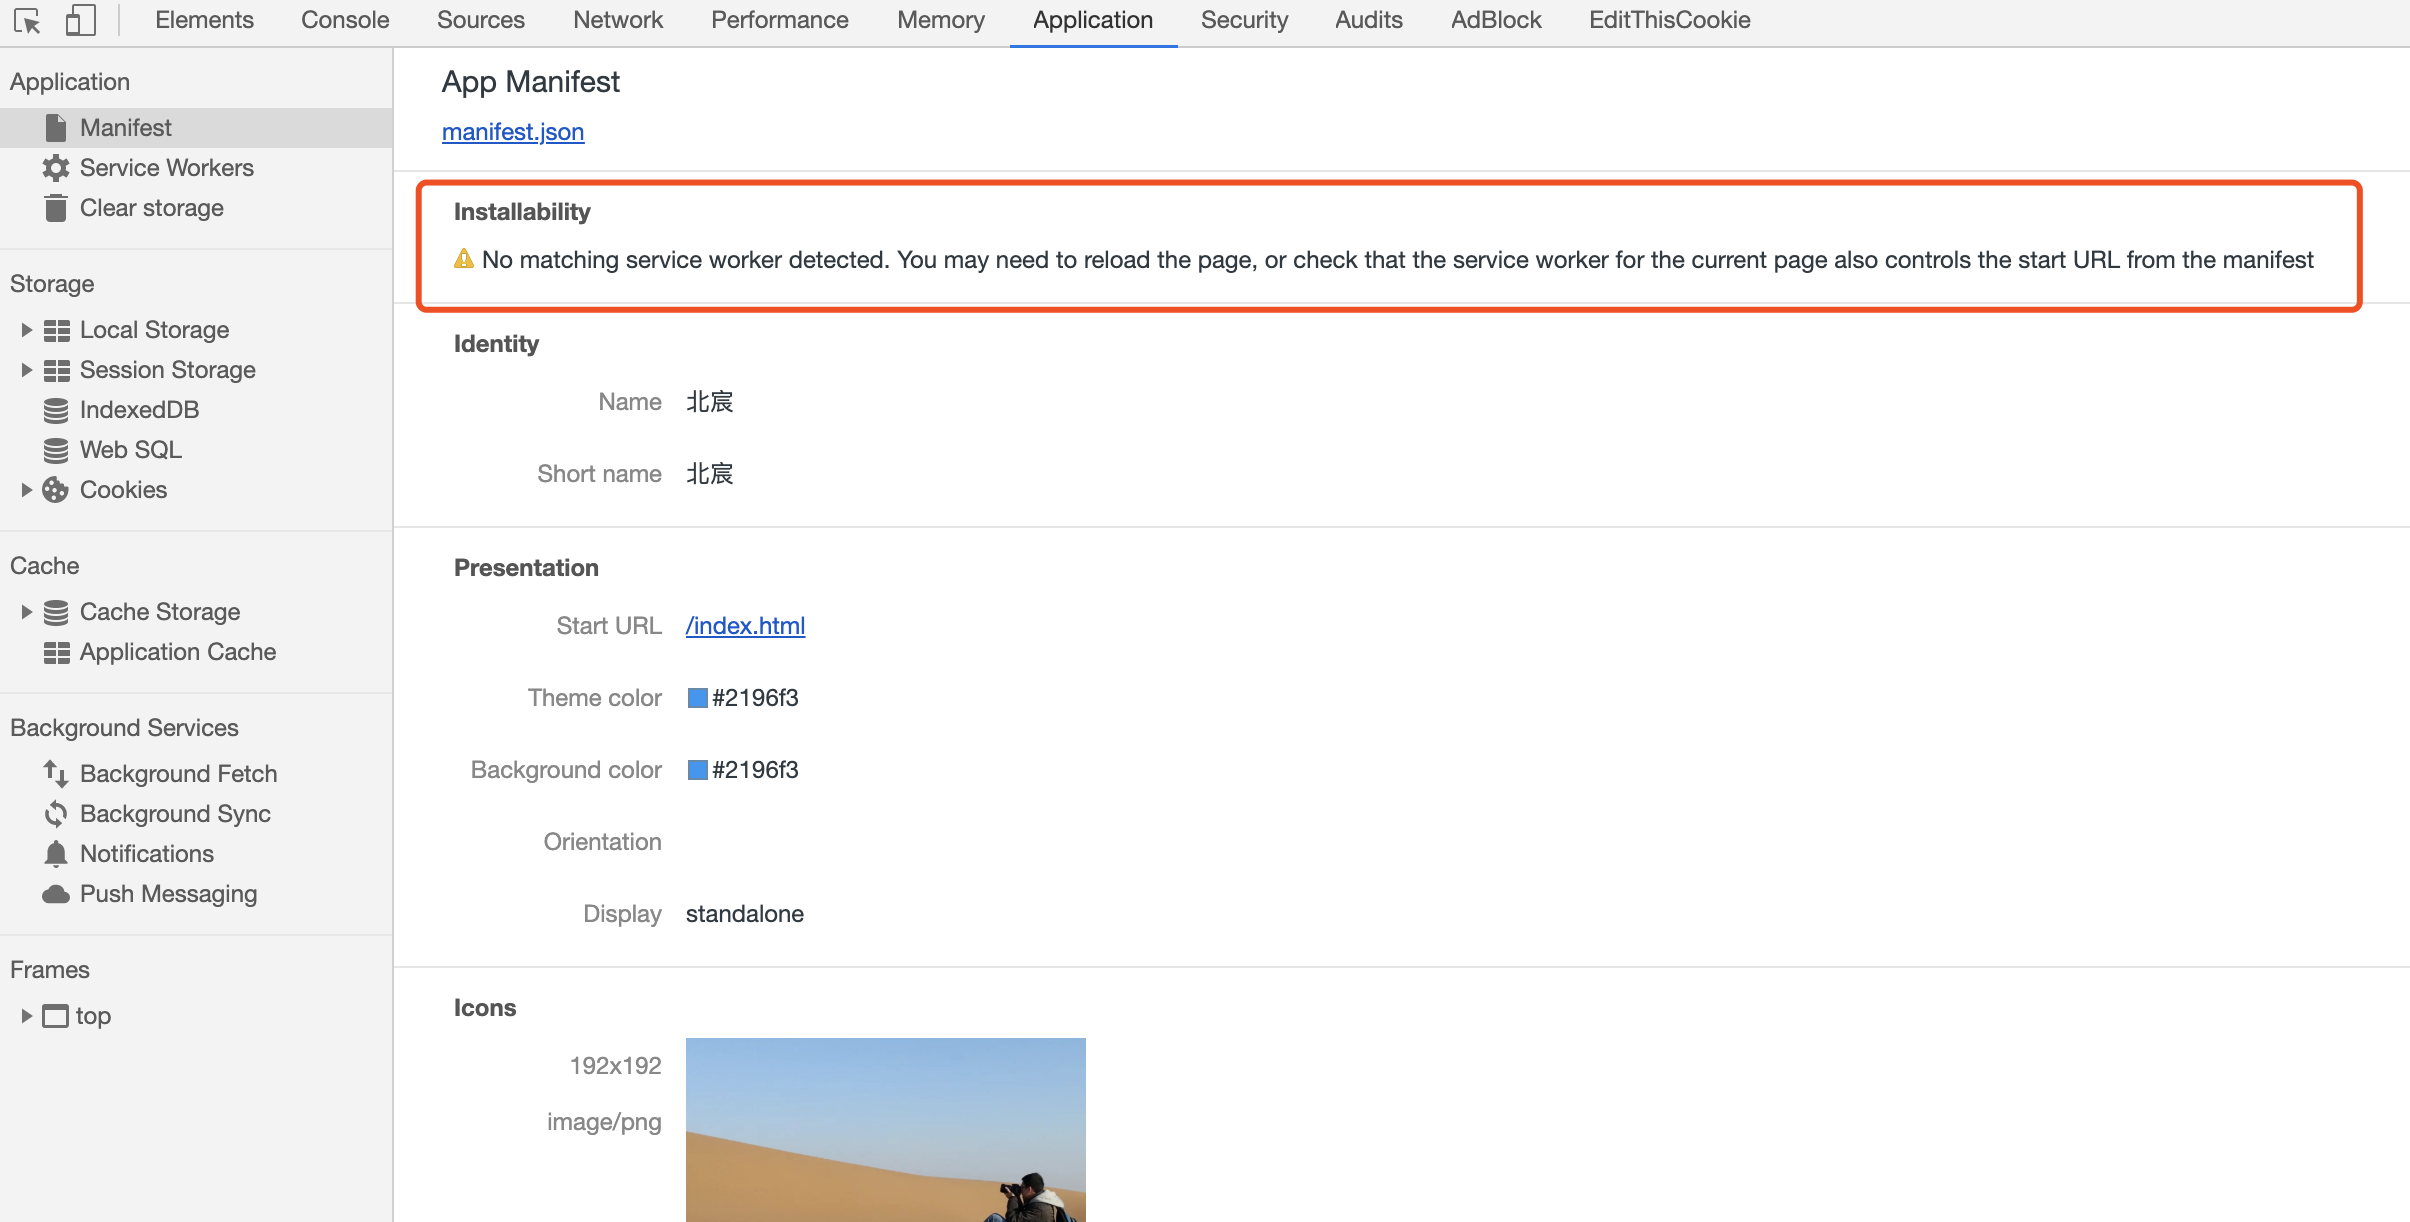 Elements Console Sources Network Performance Memory Application Security Audits AdBlock EditThisCookie
Application
Manifest
Service Workers
Clear storage
Storage
Local Storage
Session Storage
IndexedDB
Web SQL
Cookies
Cache
Cache Storage
Application Cache
Background Services
Background Fetch
Background Sync
Notifications
Push Messaging
Frames
top
App Manifest
manifest.json
Installability
No matching service worker detected. You may need to reload the page, or check that the service worker for the current page also controls the start URL from the manifest
Identity
Name 北宸
Short name 北宸
Presentation
Start URL /index.html
Theme color #2196f3
Background color #2196f3
Orientation
Display standalone
Icons
192x192
image/png